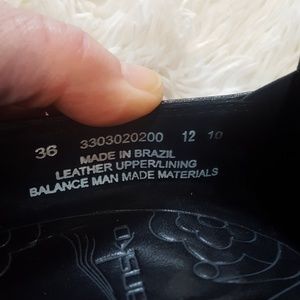 36 3303020200 12 10
MADE IN BRAZIL
LEATHER UPPER/LINING
BALANCE MAN MADE MATERIALS